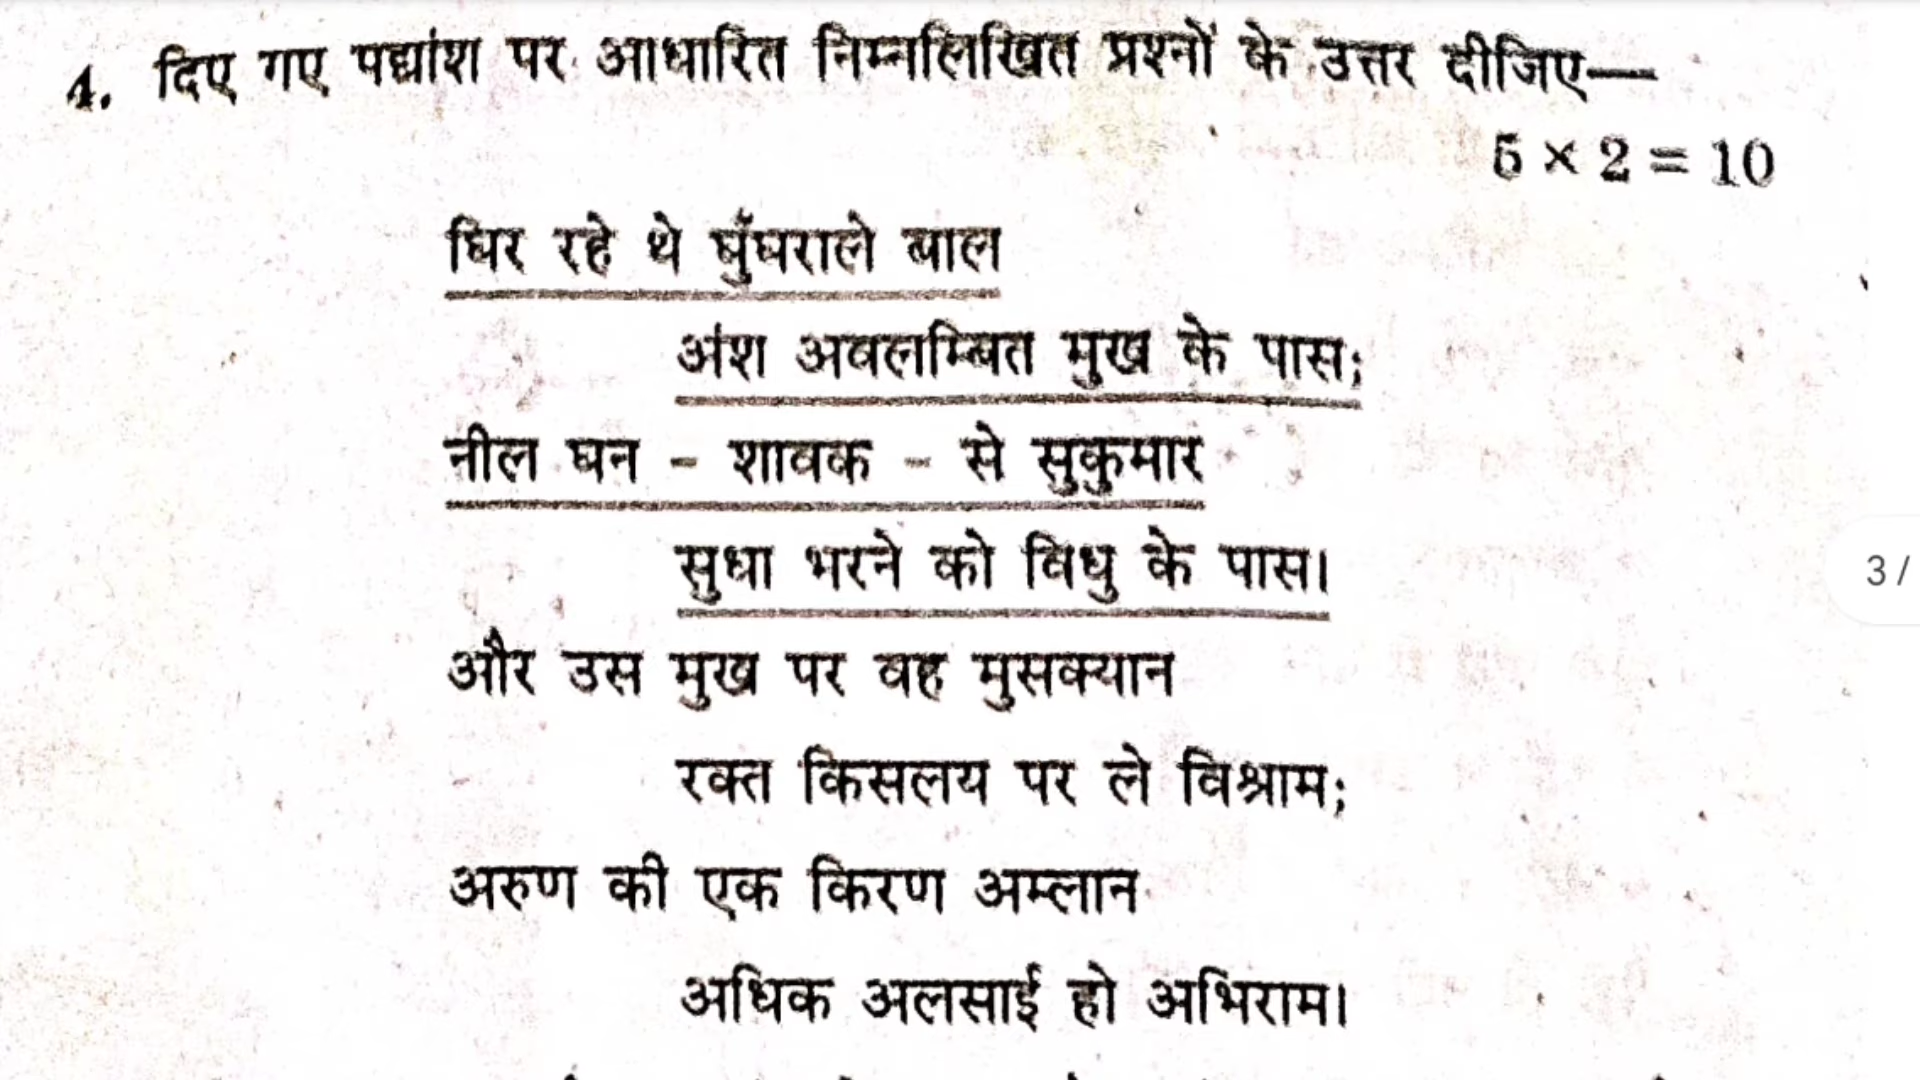 4. दिए गए पद्यांश पर आधारित निम्नलिखित प्रश्नों के उत्तर दीजिए—
5 × 2 = 10
घिर रहे थे घुँघराले बाल
अंश अवलम्बित मुख के पास;
नील घन - शावक - से सुकुमार
सुधा भरने को विधु के पास।
3 /
और उस मुख पर वह मुसक्यान
रक्त किसलय पर ले विश्राम;
अरुण की एक किरण अम्लान
अधिक अलसाई हो अभिराम।